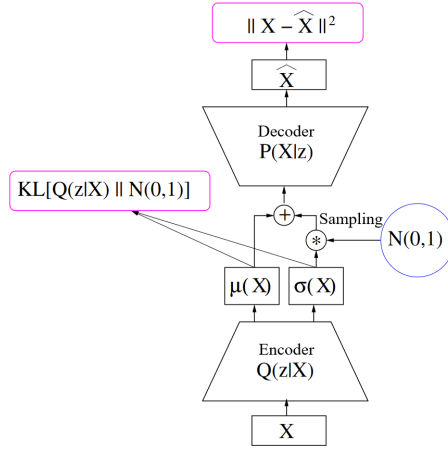 ‖ X − X̂ ‖²
X̂
Decoder
P(X|z)
KL[Q(z|X) ‖ N(0,1)]
+
Sampling
*
N(0,1)
μ(X)
σ(X)
Encoder
Q(z|X)
X